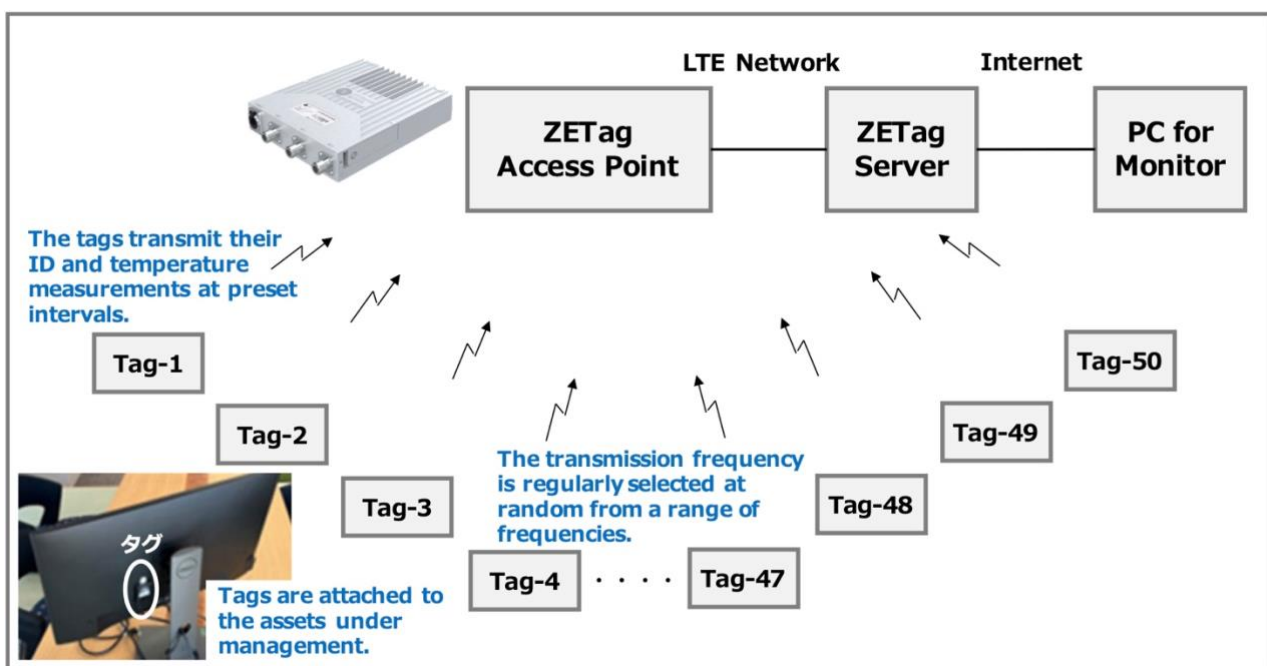 LTE Network
Internet
ZETag
Access Point
ZETag
Server
PC for
Monitor
The tags transmit their
ID and temperature
measurements at preset
intervals.
Tag-1
Tag-2
Tag-3
Tag-4
・・・・
Tag-47
Tag-48
Tag-49
Tag-50
The transmission frequency
is regularly selected at
random from a range of
frequencies.
タグ
Tags are attached to
the assets under
management.